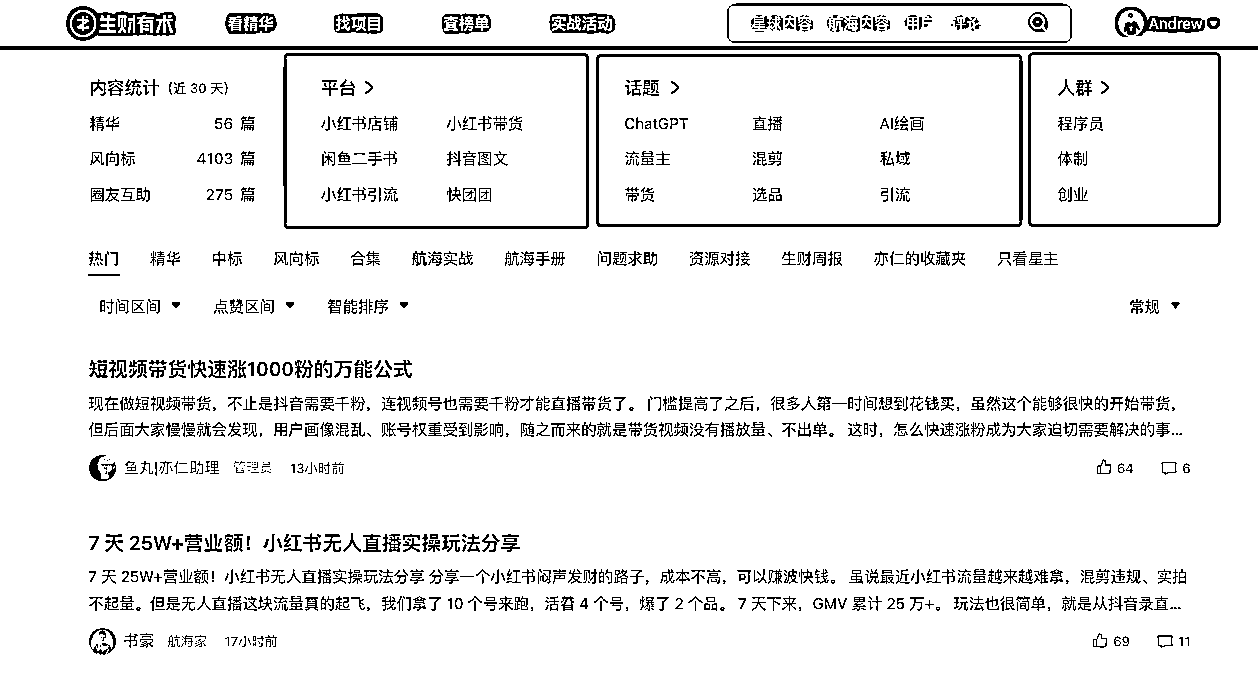 生财有术 看精华 找项目 查榜单 实战活动 星球内容 航海内容 用户 评论 Andrew
内容统计 (近 30 天)
精华 56 篇
风向标 4103 篇
圈友互助 275 篇
平台
小红书店铺 小红书带货
闲鱼二手书 抖音图文
小红书引流 快团团
话题
ChatGPT 直播 AI绘画
流量主 混剪 私域
带货 选品 引流
人群
程序员
体制
创业
热门 精华 中标 风向标 合集 航海实战 航海手册 问题求助 资源对接 生财周报 亦仁的收藏夹 只看星主
时间区间 点赞区间 智能排序 常规
短视频带货快速涨1000粉的万能公式
现在做短视频带货，不止是抖音需要千粉，连视频号也需要千粉才能直播带货了。 门槛提高了之后，很多人第一时间想到花钱买，虽然这个能够很快的开始带货，
但后面大家慢慢就会发现，用户画像混乱、账号权重受到影响，随之而来的就是带货视频没有播放量、不出单。 这时，怎么快速涨粉成为大家迫切需要解决的事...
鱼丸|亦仁助理 管理员 13小时前 64 6
7 天 25W+营业额！小红书无人直播实操玩法分享
7 天 25W+营业额！小红书无人直播实操玩法分享 分享一个小红书闷声发财的路子，成本不高，可以赚波快钱。 虽说最近小红书流量越来越难拿，混剪违规、实拍
不起量。但是无人直播这块流量真的起飞，我们拿了 10 个号来跑，活着 4 个号，爆了 2 个品。 7 天下来，GMV 累计 25 万+。 玩法也很简单，就是从抖音录直...
书豪 航海家 17小时前 69 11